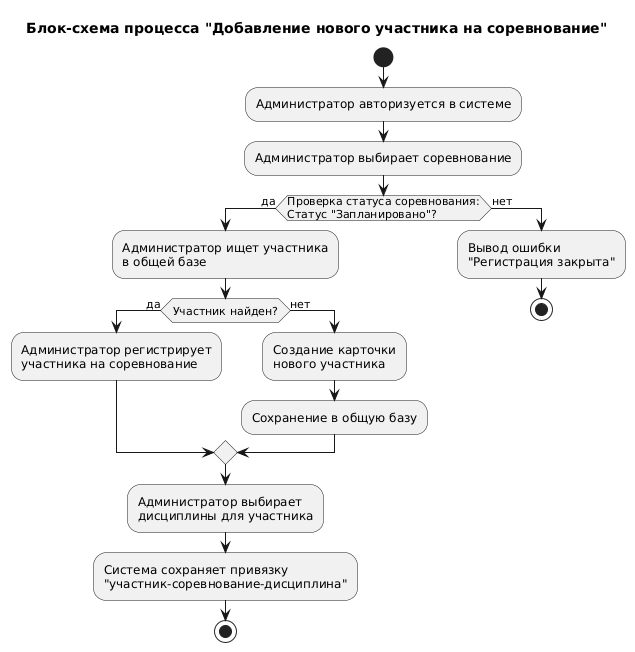 Блок-схема процесса "Добавление нового участника на соревнование"
Администратор авторизуется в системе
Администратор выбирает соревнование
да
Проверка статуса соревнования:
Статус "Запланировано"?
нет
Администратор ищет участника
в общей базе
Вывод ошибки
"Регистрация закрыта"
да
Участник найден?
нет
Администратор регистрирует
участника на соревнование
Создание карточки
нового участника
Сохранение в общую базу
Администратор выбирает
дисциплины для участника
Система сохраняет привязку
"участник-соревнование-дисциплина"